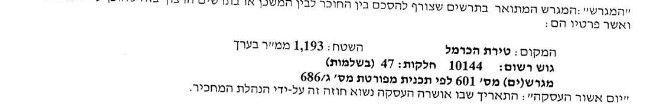 "המגרש": המגרש המתואר בתרשים שצורף להסכם בין החוכר לבין המשכן או בתרשים
ואשר פרטיו הם:
המקום: טירת הכרמל השטח: 1,193 ממ"ר בערך
גוש רשום: 10144 חלקות: 47 (בשלמות)
מגרש(ים) מס' 601 לפי תכנית מפורטת מס' ג/686
"יום אשור העסקה": התאריך שבו אושרה העסקה נשוא חוזה זה על-ידי הנהלת המחכיר.